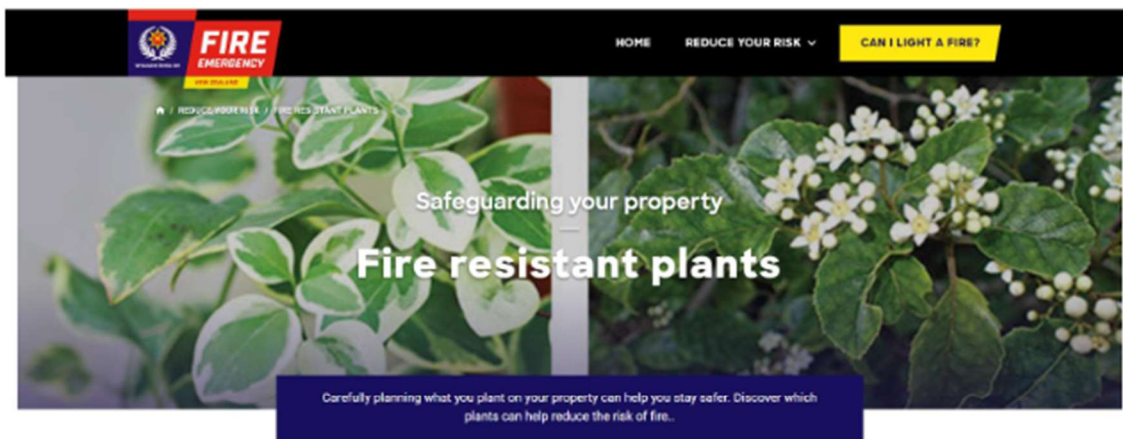 FIRE
EMERGENCY
NEW ZEALAND
HOME
REDUCE YOUR RISK
CAN I LIGHT A FIRE?
/ REDUCE YOUR RISK / FIRE RESISTANT PLANTS
Safeguarding your property
Fire resistant plants
Carefully planning what you plant on your property can help you stay safer. Discover which
plants can help reduce the risk of fire..